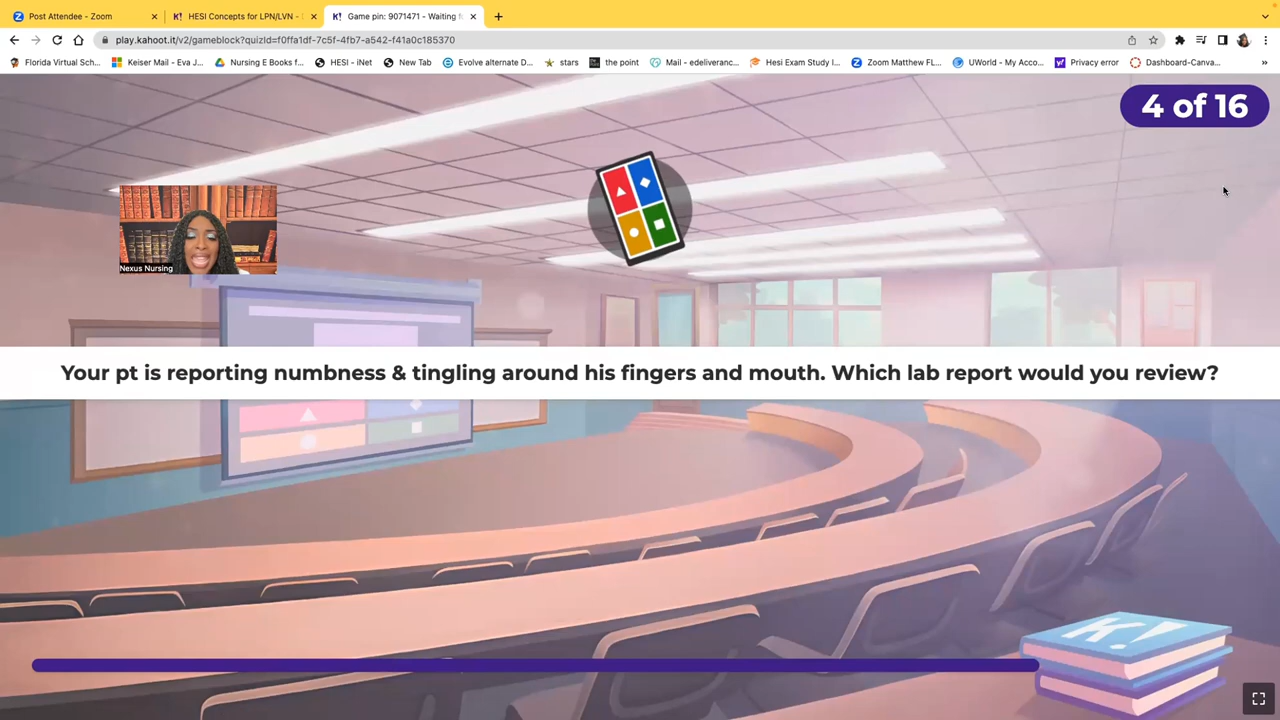 Post Attendee - Zoom
HESI Concepts for LPN/LVN -
Game pin: 9071471 - Waiting
play.kahoot.it/v2/gameblock?quizId=f0ffa1df-7c5f-4fb7-a542-f41a0c185370
Florida Virtual Sch...
Keiser Mail - Eva J...
Nursing E Books f...
HESI - iNet
New Tab
Evolve alternate D...
stars
the point
Mail - edeliveranc...
Hesi Exam Study I...
Zoom Matthew FL...
UWorld - My Acco...
Privacy error
Dashboard-Canva...
4 of 16
Nexus Nursing
Your pt is reporting numbness & tingling around his fingers and mouth. Which lab report would you review?
K!